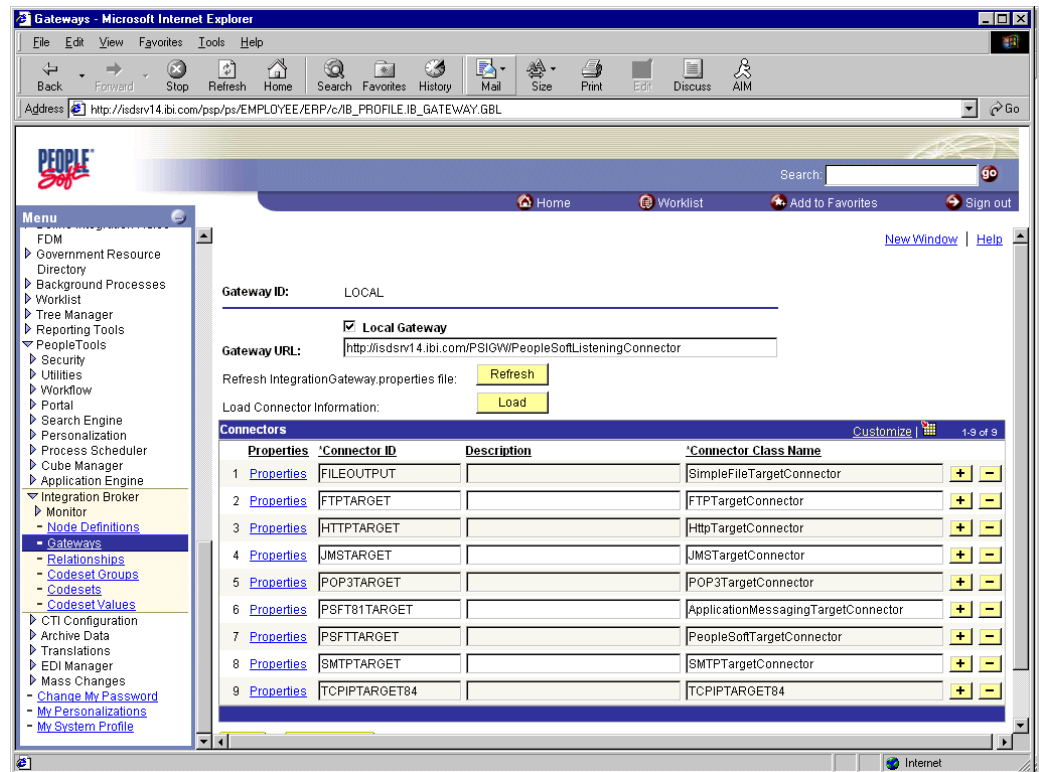 Gateways - Microsoft Internet Explorer
File Edit View Favorites Tools Help
Back Forward Stop Refresh Home Search Favorites History Mail Size Print Edit Discuss AIM
Address http://isdsrv14.ibi.com/psp/ps/EMPLOYEE/ERP/c/IB_PROFILE.IB_GATEWAY.GBL Go
PEOPLE
Soft
Search: go
Home Worklist Add to Favorites Sign out
Menu
FDM
Government Resource
Directory
Background Processes
Worklist
Tree Manager
Reporting Tools
PeopleTools
Security
Utilities
Workflow
Portal
Search Engine
Personalization
Process Scheduler
Cube Manager
Application Engine
Integration Broker
Monitor
Node Definitions
Gateways
Relationships
Codeset Groups
Codesets
Codeset Values
CTI Configuration
Archive Data
Translations
EDI Manager
Mass Changes
Change My Password
My Personalizations
My System Profile
New Window | Help
Gateway ID: LOCAL
Local Gateway
Gateway URL: http://isdsrv14.ibi.com/PSIGW/PeopleSoftListeningConnector
Refresh IntegrationGateway.properties file: Refresh
Load Connector Information: Load
Connectors Customize | 1-9 of 9
Properties *Connector ID Description *Connector Class Name
1 Properties FILEOUTPUT SimpleFileTargetConnector + -
2 Properties FTPTARGET FTPTargetConnector + -
3 Properties HTTPTARGET HttpTargetConnector + -
4 Properties JMSTARGET JMSTargetConnector + -
5 Properties POP3TARGET POP3TargetConnector + -
6 Properties PSFT81TARGET ApplicationMessagingTargetConnector + -
7 Properties PSFTTARGET PeopleSoftTargetConnector + -
8 Properties SMTPTARGET SMTPTargetConnector + -
9 Properties TCPIPTARGET84 TCPIPTARGET84 + -
Internet